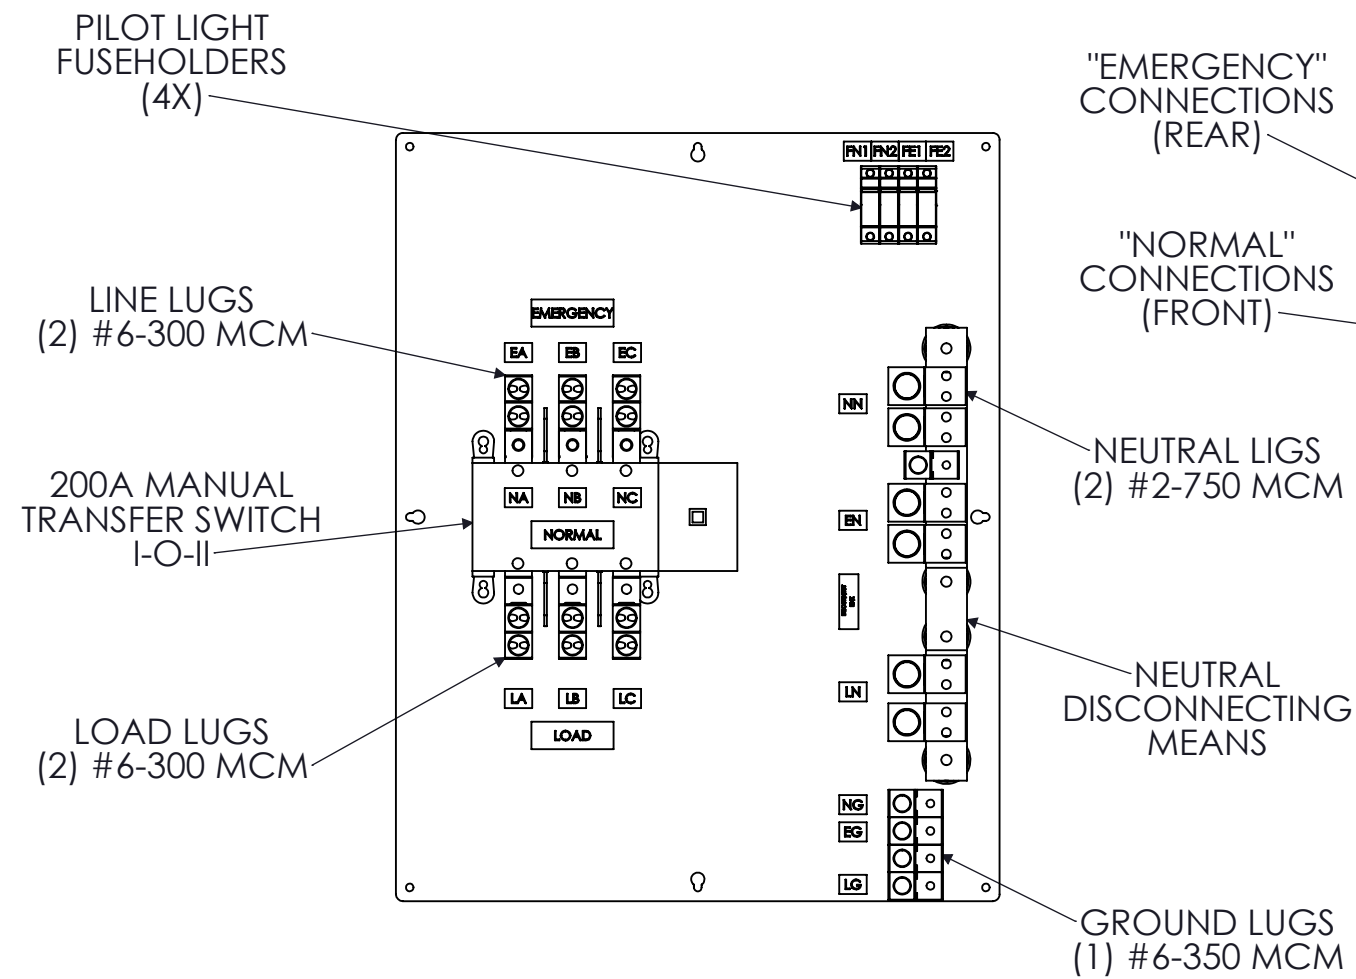 PILOT LIGHT
FUSEHOLDERS
(4X)
"EMERGENCY"
CONNECTIONS
(REAR)
FN1 FN2 FE1 FE2
"NORMAL"
CONNECTIONS
(FRONT)
LINE LUGS
(2) #6-300 MCM
EMERGENCY
EA EB EC
NN
NEUTRAL LIGS
(2) #2-750 MCM
200A MANUAL
TRANSFER SWITCH
I-O-II
NA NB NC
NORMAL
EN
NEUTRAL
DISCONNECTING
MEANS
LA LB LC
LN
LOAD
LOAD LUGS
(2) #6-300 MCM
NG
EG
LG
GROUND LUGS
(1) #6-350 MCM